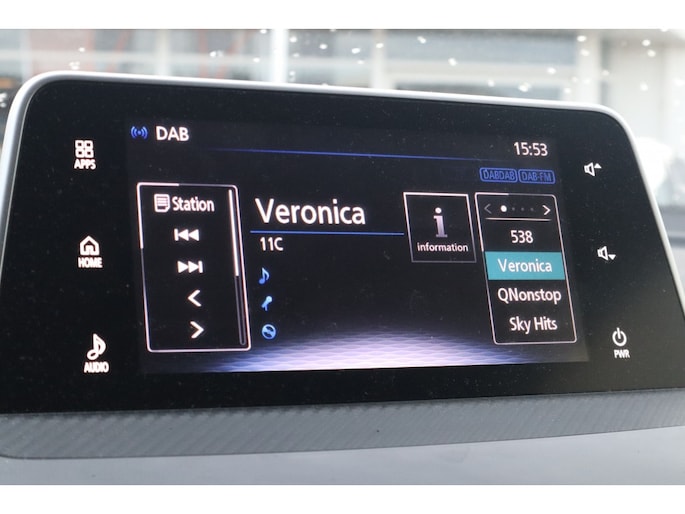 DAB
15:53
DABDAB DAB-FM
APPS
HOME
AUDIO
Station
Veronica
11C
i
information
538
Veronica
QNonstop
Sky Hits
PWR